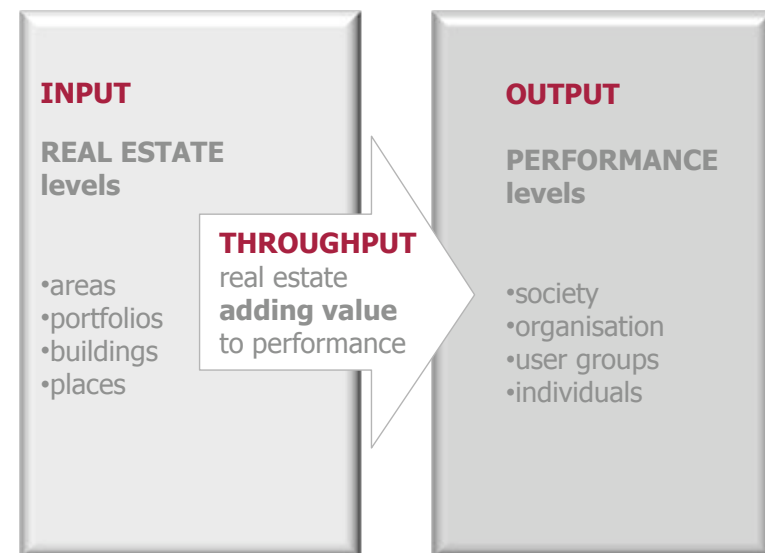 INPUT
REAL ESTATE
levels
•areas
•portfolios
•buildings
•places
THROUGHPUT
real estate
adding value
to performance
OUTPUT
PERFORMANCE
levels
•society
•organisation
•user groups
•individuals